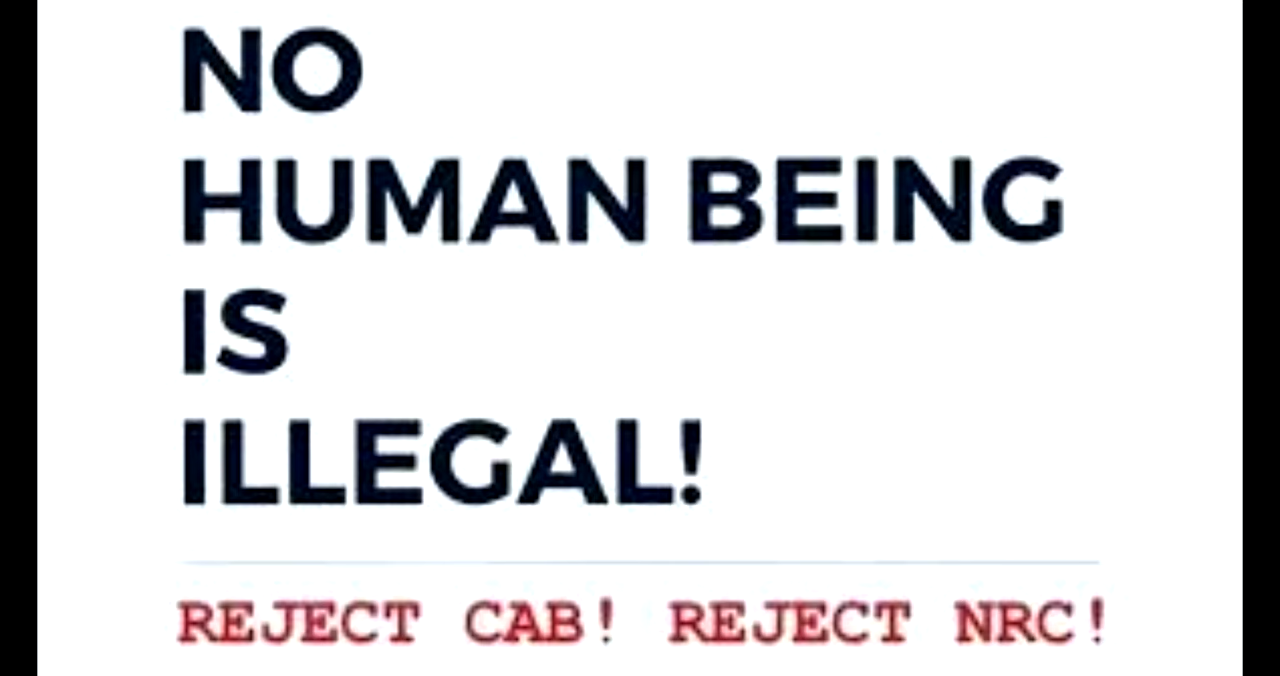 NO
HUMAN BEING
IS
ILLEGAL!
REJECT CAB! REJECT NRC!